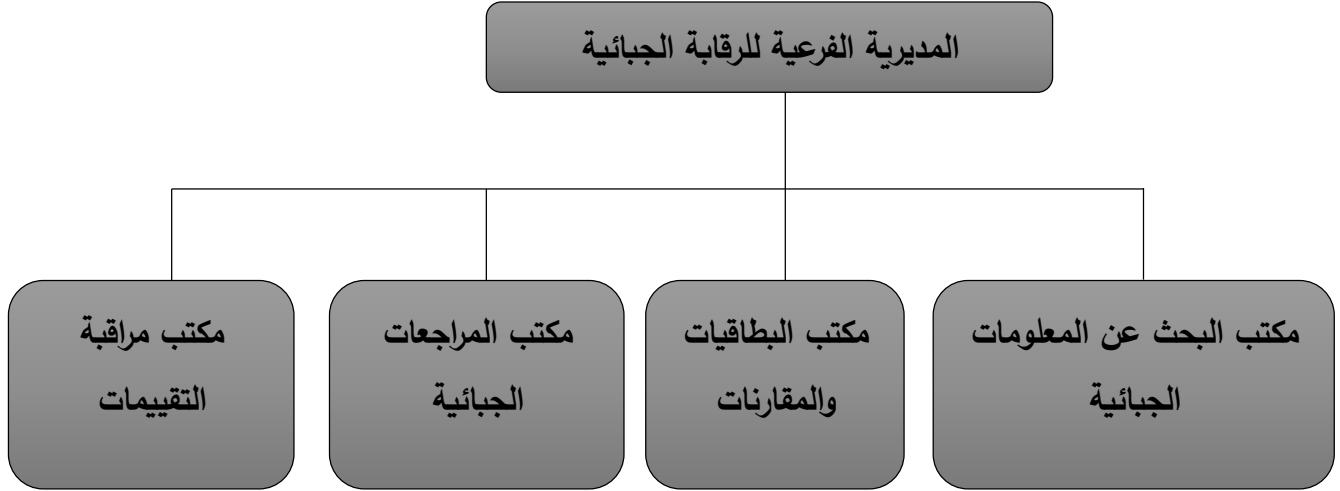 المديرية الفرعية للرقابة الجبائية
مكتب البحث عن المعلومات
الجبائية
مكتب البطاقيات
والمقارنات
مكتب المراجعات
الجبائية
مكتب مراقبة
التقييمات